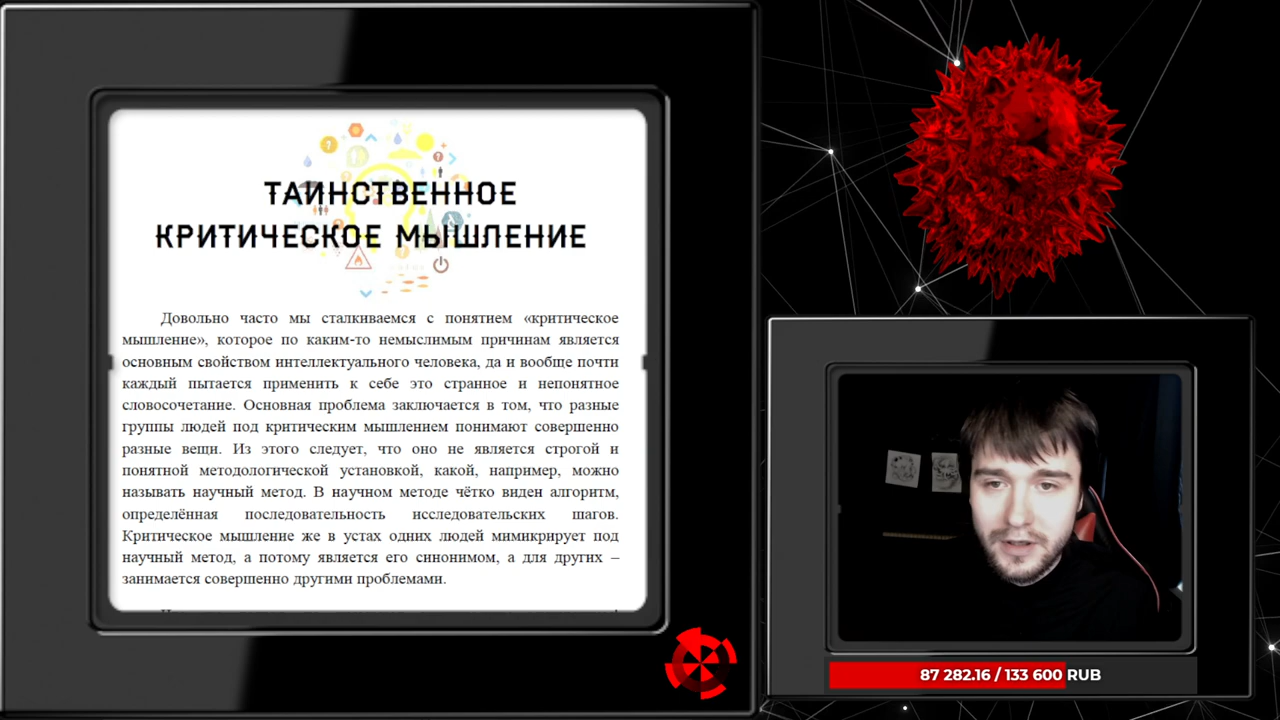 ТАИНСТВЕННОЕ
КРИТИЧЕСКОЕ МЫШЛЕНИЕ
Довольно часто мы сталкиваемся с понятием «критическое
мышление», которое по каким-то немыслимым причинам является
основным свойством интеллектуального человека, да и вообще почти
каждый пытается применить к себе это странное и непонятное
словосочетание. Основная проблема заключается в том, что разные
группы людей под критическим мышлением понимают совершенно
разные вещи. Из этого следует, что оно не является строгой и
понятной методологической установкой, какой, например, можно
называть научный метод. В научном методе чётко виден алгоритм,
определённая последовательность исследовательских шагов.
Критическое мышление же в устах одних людей мимикрирует под
научный метод, а потому является его синонимом, а для других –
занимается совершенно другими проблемами.
87 282.16 / 133 600 RUB